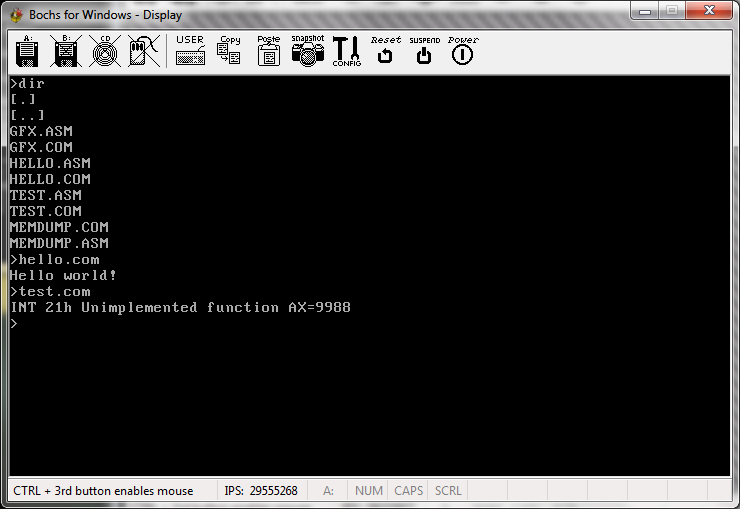 Bochs for Windows - Display
A: B: CD USER Copy Paste snapshot CONFIG Reset SUSPEND Power
>dir
[.]
[..]
GFX.ASM
GFX.COM
HELLO.ASM
HELLO.COM
TEST.ASM
TEST.COM
MEMDUMP.COM
MEMDUMP.ASM
>hello.com
Hello world!
>test.com
INT 21h Unimplemented function AX=9988
>
CTRL + 3rd button enables mouse IPS: 29555268 A: NUM CAPS SCRL